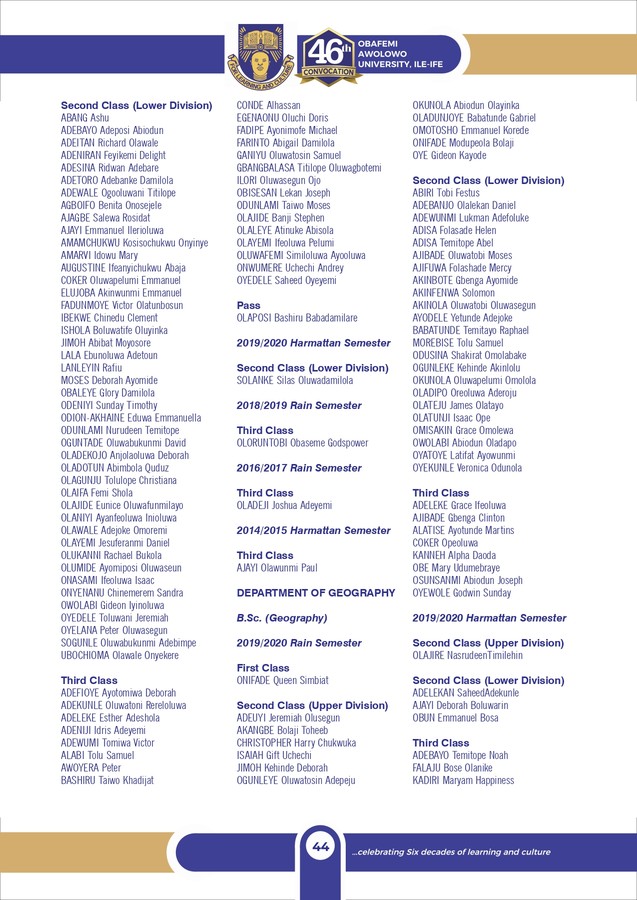 46th
CONVOCATION
OBAFEMI
AWOLOWO
UNIVERSITY, ILE-IFE
FOR LEARNING AND CULTURE
Second Class (Lower Division)
ABANG Ashu
ADEBAYO Adeposi Abiodun
ADEITAN Richard Olawale
ADENIRAN Feyikemi Delight
ADESINA Ridwan Adebare
ADETORO Adebanke Damilola
ADEWALE Ogooluwani Titilope
AGBOIFO Benita Onosejele
AJAGBE Salewa Rosidat
AJAYI Emmanuel Ilerioluwa
AMAMCHUKWU Kosisochukwu Onyinye
AMARVI Idowu Mary
AUGUSTINE Ifeanyichukwu Abaja
COKER Oluwapelumi Emmanuel
ELUJOBA Akinwunmi Emmanuel
FADUNMOYE Victor Olatunbosun
IBEKWE Chinedu Clement
ISHOLA Boluwatife Oluyinka
JIMOH Abibat Moyosore
LALA Ebunoluwa Adetoun
LANLEYIN Rafiu
MOSES Deborah Ayomide
OBALEYE Glory Damilola
ODENIYI Sunday Timothy
ODION-AKHAINE Eduwa Emmanuella
ODUNLAMI Nurudeen Temitope
OGUNTADE Oluwabukunmi David
OLADEKOJO Anjolaoluwa Deborah
OLADOTUN Abimbola Quduz
OLAGUNJU Tolulope Christiana
OLAIFA Femi Shola
OLAJIDE Eunice Oluwafunmilayo
OLANIYI Ayanfeoluwa Inioluwa
OLAWALE Adejoke Omoremi
OLAYEMI Jesuferanmi Daniel
OLUKANNI Rachael Bukola
OLUMIDE Ayomiposi Oluwaseun
ONASAMI Ifeoluwa Isaac
ONYENANU Chinemerem Sandra
OWOLABI Gideon Iyinoluwa
OYEDELE Toluwani Jeremiah
OYELANA Peter Oluwasegun
SOGUNLE Oluwabukunmi Adebimpe
UBOCHIOMA Olawale Onyekere
Third Class
ADEFIOYE Ayotomiwa Deborah
ADEKUNLE Oluwatoni Rereloluwa
ADELEKE Esther Adeshola
ADENIJI Idris Adeyemi
ADEWUMI Tomiwa Victor
ALABI Tolu Samuel
AWOYERA Peter
BASHIRU Taiwo Khadijat
CONDE Alhassan
EGENAONU Oluchi Doris
FADIPE Ayonimofe Michael
FARINTO Abigail Damilola
GANIYU Oluwatosin Samuel
GBANGBALASA Titilope Oluwagbotemi
ILORI Oluwasegun Ojo
OBISESAN Lekan Joseph
ODUNLAMI Taiwo Moses
OLAJIDE Banji Stephen
OLALEYE Atinuke Abisola
OLAYEMI Ifeoluwa Pelumi
OLUWAFEMI Similoluwa Ayooluwa
ONWUMERE Uchechi Andrey
OYEDELE Saheed Oyeyemi
Pass
OLAPOSI Bashiru Babadamilare
2019/2020 Harmattan Semester
Second Class (Lower Division)
SOLANKE Silas Oluwadamilola
2018/2019 Rain Semester
Third Class
OLORUNTOBI Obaseme Godspower
2016/2017 Rain Semester
Third Class
OLADEJI Joshua Adeyemi
2014/2015 Harmattan Semester
Third Class
AJAYI Olawunmi Paul
DEPARTMENT OF GEOGRAPHY
B.Sc. (Geography)
2019/2020 Rain Semester
First Class
ONIFADE Queen Simbiat
Second Class (Upper Division)
ADEUYI Jeremiah Olusegun
AKANGBE Bolaji Toheeb
CHRISTOPHER Harry Chukwuka
ISAIAH Gift Uchechi
JIMOH Kehinde Deborah
OGUNLEYE Oluwatosin Adepeju
OKUNOLA Abiodun Olayinka
OLADUNJOYE Babatunde Gabriel
OMOTOSHO Emmanuel Korede
ONIFADE Modupeola Bolaji
OYE Gideon Kayode
Second Class (Lower Division)
ABIRI Tobi Festus
ADEBANJO Olalekan Daniel
ADEWUNMI Lukman Adefoluke
ADISA Folasade Helen
ADISA Temitope Abel
AJIBADE Oluwatobi Moses
AJIFUWA Folashade Mercy
AKINBOTE Gbenga Ayomide
AKINFENWA Solomon
AKINOLA Oluwatobi Oluwasegun
AYODELE Yetunde Adejoke
BABATUNDE Temitayo Raphael
MOREBISE Tolu Samuel
ODUSINA Shakirat Omolabake
OGUNLEKE Kehinde Akinlolu
OKUNOLA Oluwapelumi Omolola
OLADIPO Oreoluwa Aderoju
OLATEJU James Olatayo
OLATUNJI Isaac Ope
OMISAKIN Grace Omolewa
OWOLABI Abiodun Oladapo
OYATOYE Latifat Ayowunmi
OYEKUNLE Veronica Odunola
Third Class
ADELEKE Grace Ifeoluwa
AJIBADE Gbenga Clinton
ALATISE Ayotunde Martins
COKER Opeoluwa
KANNEH Alpha Daoda
OBE Mary Udumebraye
OSUNSANMI Abiodun Joseph
OYEWOLE Godwin Sunday
2019/2020 Harmattan Semester
Second Class (Upper Division)
OLAJIRE NasrudeenTimilehin
Second Class (Lower Division)
ADELEKAN SaheedAdekunle
AJAYI Deborah Boluwarin
OBUN Emmanuel Bosa
Third Class
ADEBAYO Temitope Noah
FALAJU Bose Olanike
KADIRI Maryam Happiness
44
...celebrating Six decades of learning and culture